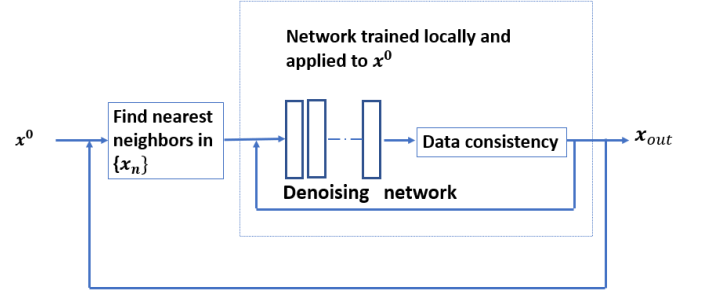 Network trained locally and
applied to x⁰
x⁰
Find nearest
neighbors in
{xₙ}
Data consistency
x_out
Denoising network